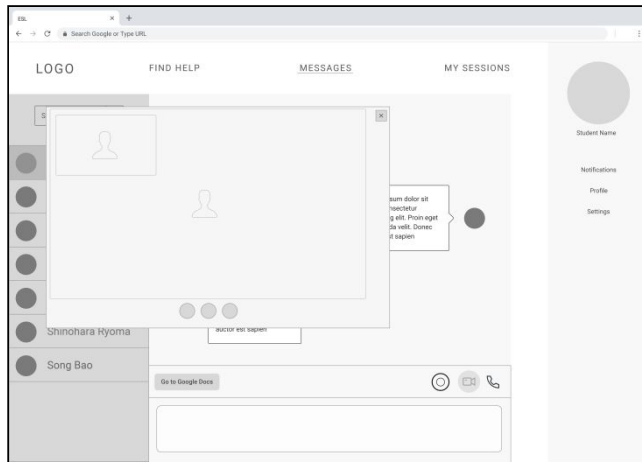 ESL
Search Google or Type URL
LOGO
FIND HELP
MESSAGES
MY SESSIONS
S
Student Name
Notifications
Profile
Settings
sum dolor sit
nsectetur
g elit. Proin eget
da velit. Donec
t sapien
auctor est sapien
Shinohara Ryoma
Song Bao
Go to Google Docs